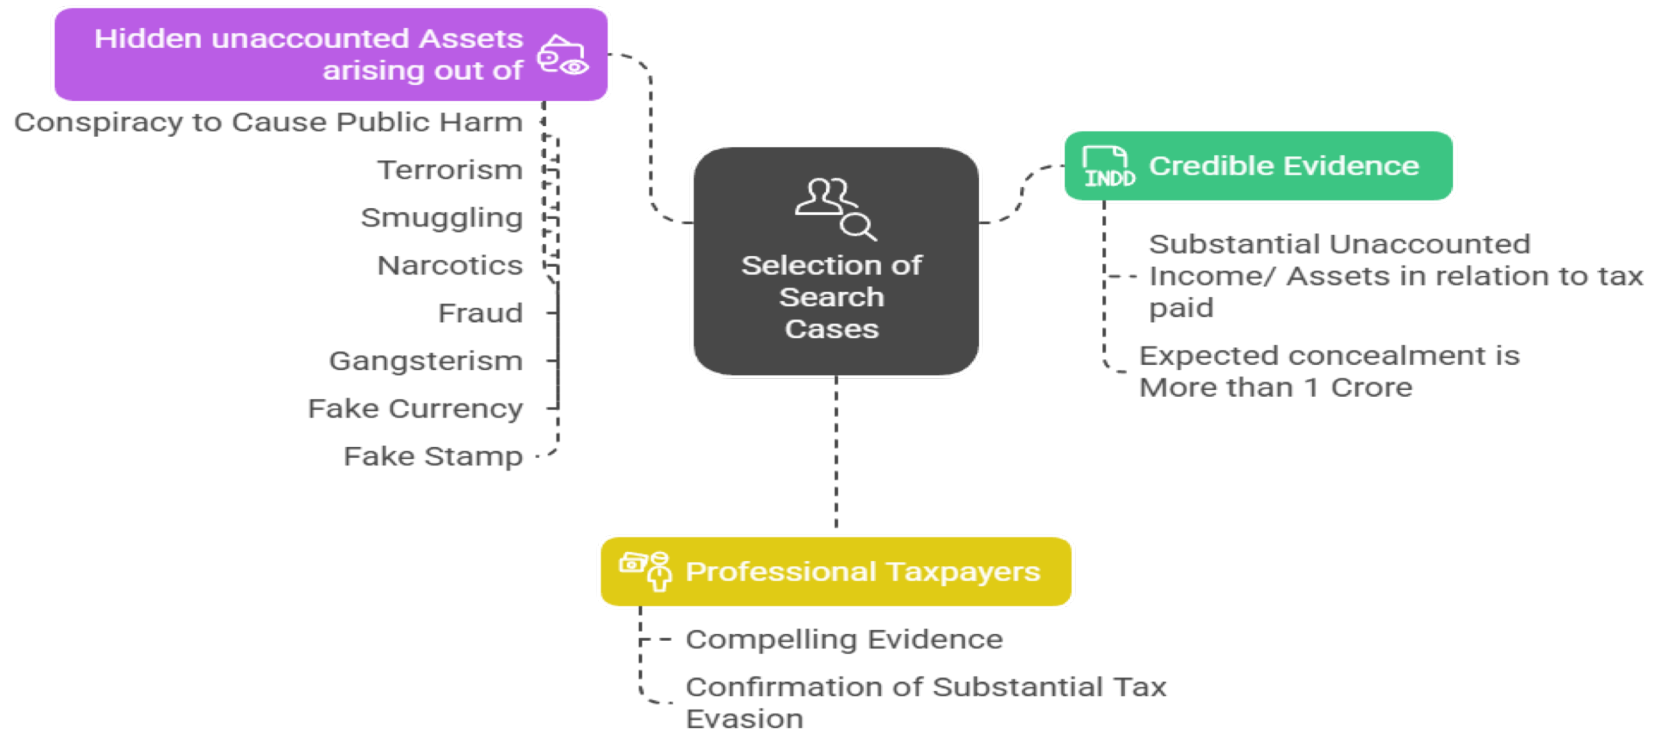 Hidden unaccounted Assets
arising out of
Conspiracy to Cause Public Harm
Terrorism
Smuggling
Narcotics
Fraud
Gangsterism
Fake Currency
Fake Stamp
Selection of
Search
Cases
INDD
Credible Evidence
Substantial Unaccounted
Income/ Assets in relation to tax
paid
Expected concealment is
More than 1 Crore
Professional Taxpayers
Compelling Evidence
Confirmation of Substantial Tax
Evasion